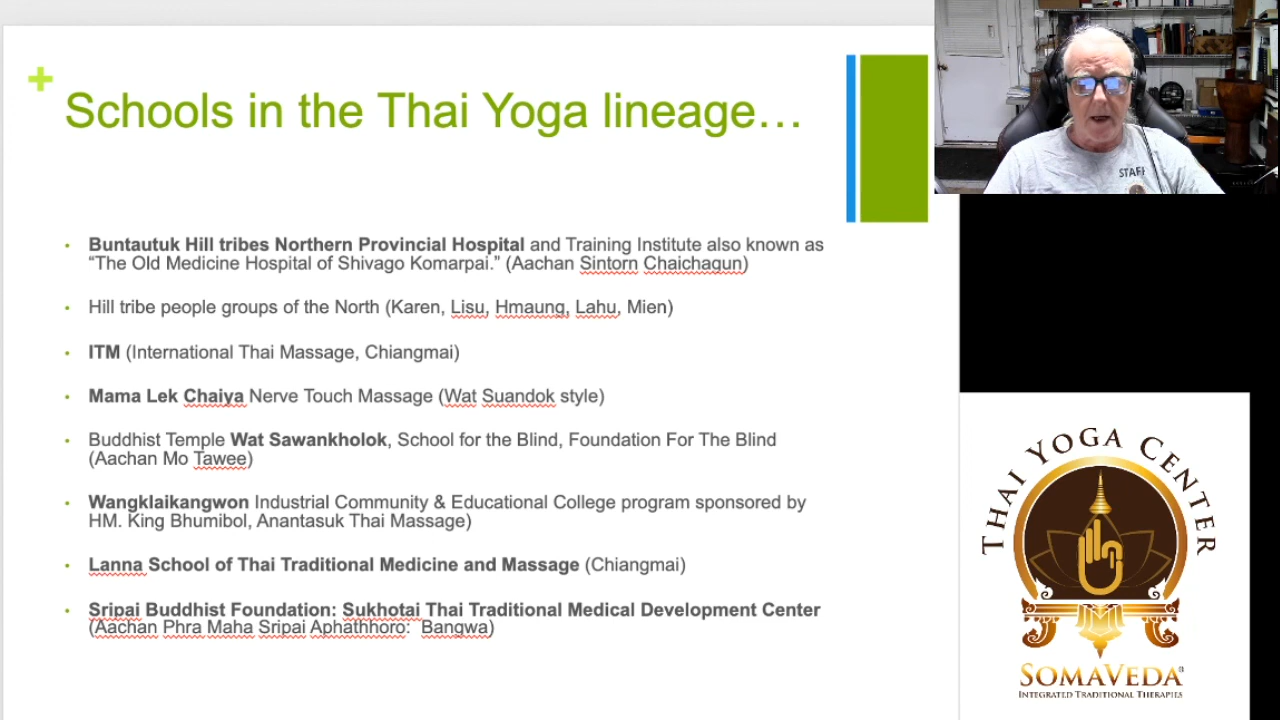 +
Schools in the Thai Yoga lineage…
STAFF
• Buntautuk Hill tribes Northern Provincial Hospital and Training Institute also known as
“The Old Medicine Hospital of Shivago Komarpai.” (Aachan Sintorn Chaichagun)
• Hill tribe people groups of the North (Karen, Lisu, Hmaung, Lahu, Mien)
• ITM (International Thai Massage, Chiangmai)
• Mama Lek Chaiya Nerve Touch Massage (Wat Suandok style)
• Buddhist Temple Wat Sawankholok, School for the Blind, Foundation For The Blind
(Aachan Mo Tawee)
• Wangklaikangwon Industrial Community & Educational College program sponsored by
HM. King Bhumibol, Anantasuk Thai Massage)
• Lanna School of Thai Traditional Medicine and Massage (Chiangmai)
• Sripai Buddhist Foundation: Sukhotai Thai Traditional Medical Development Center
(Aachan Phra Maha Sripai Aphathhoro:  Bangwa)
THAI YOGA CENTER
SOMAVEDA®
INTEGRATED TRADITIONAL THERAPIES